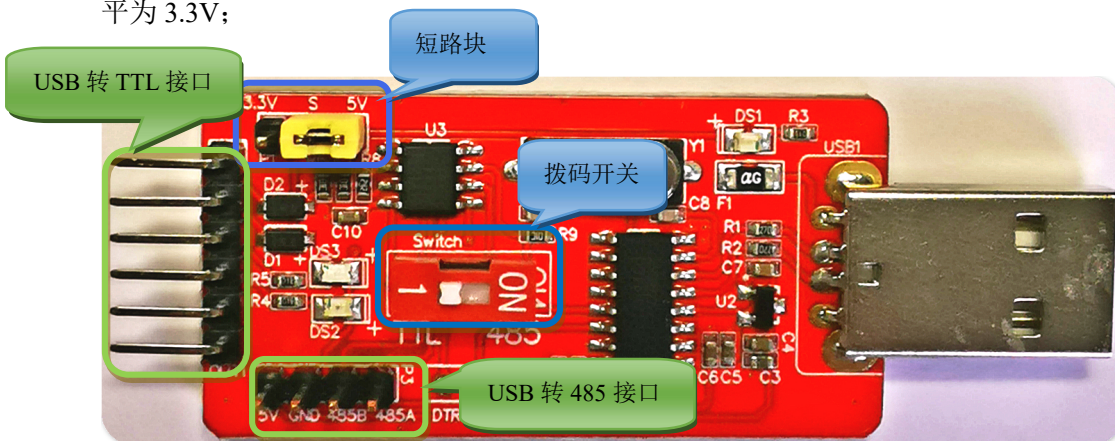 平为 3.3V；
短路块
USB 转 TTL 接口
3.3V S 5V
U3
DS1 R3
Y1
USB1
拨码开关
αG
D2
C10
C8 F1
R9
R1
Switch
D1
DS3
R2
R5
C7
1
ON
R4
U2
DS2
TTL 485
C4
C6 C5 C3
P3
USB 转 485 接口
5V GND 485B 485A DTR